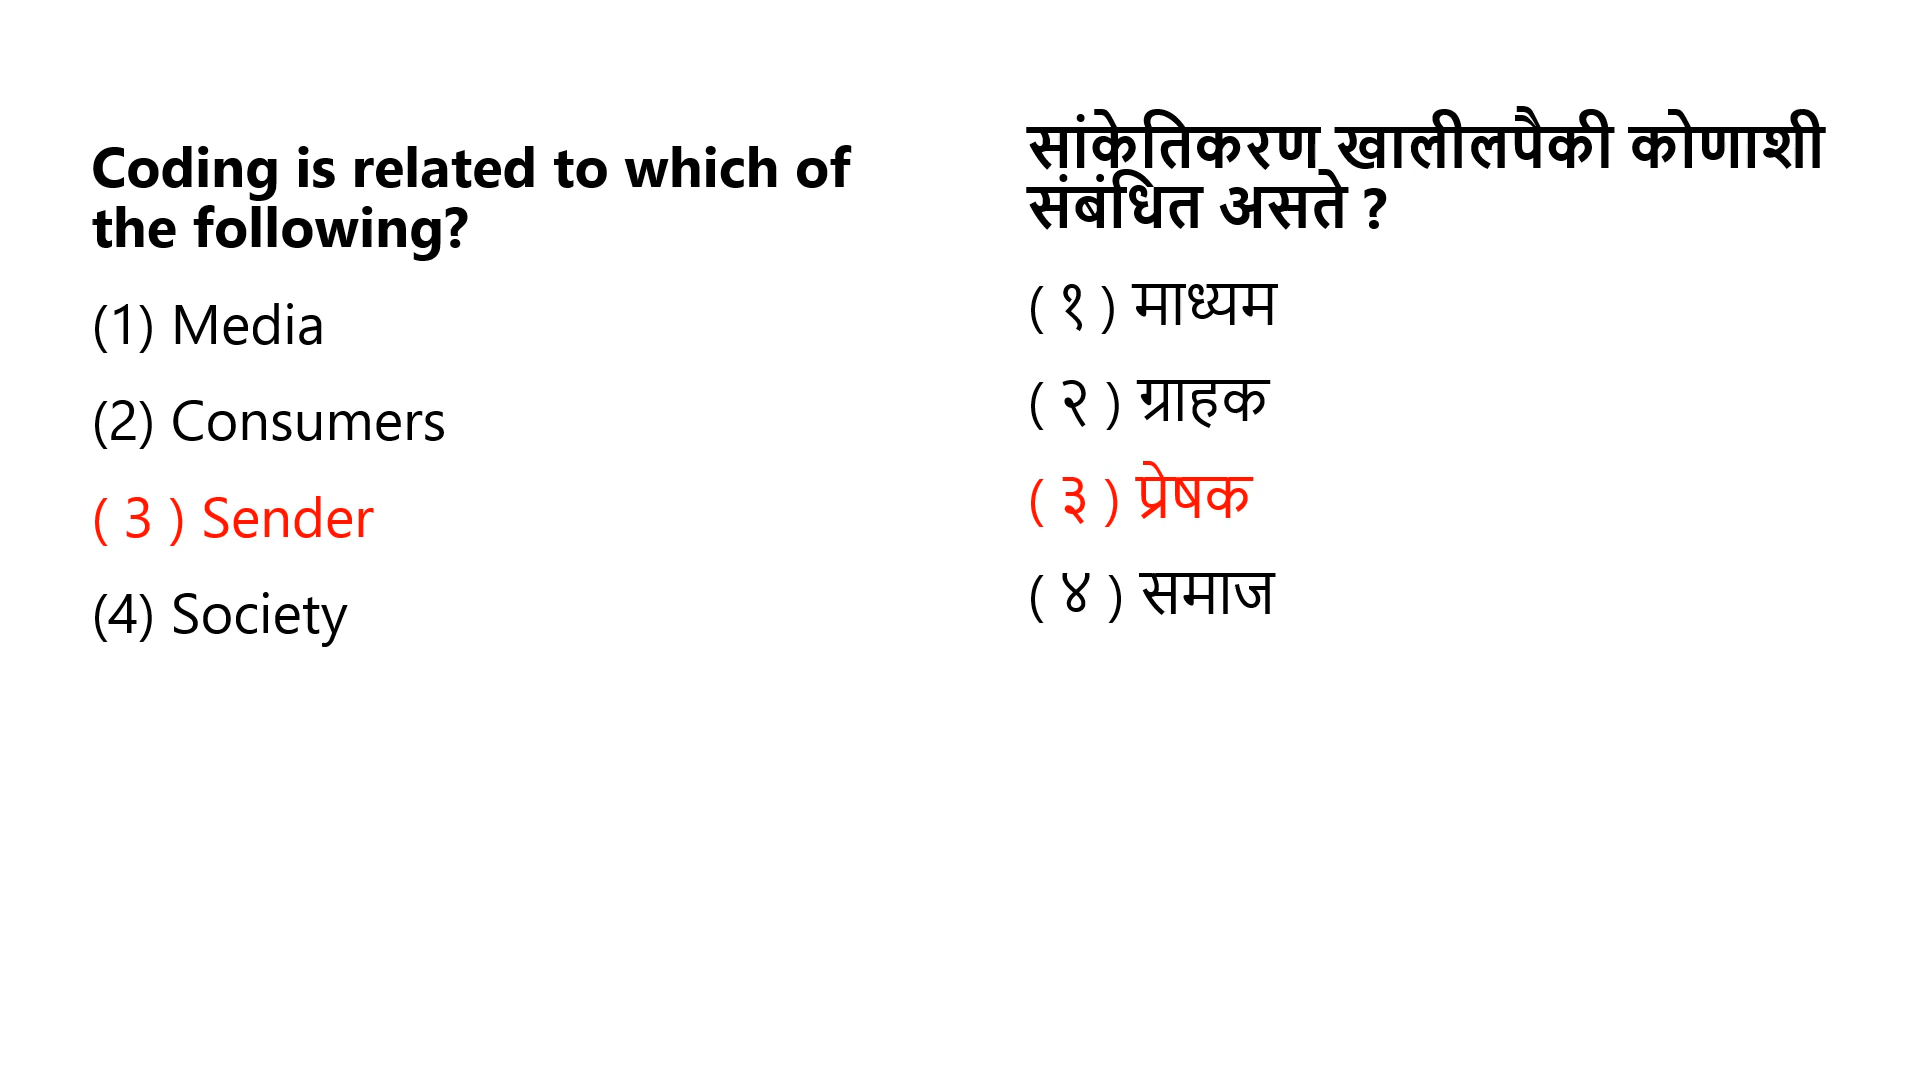 Coding is related to which of
the following?
(1) Media
(2) Consumers
( 3 ) Sender
(4) Society
सांकेतिकरण खालीलपैकी कोणाशी
संबंधित असते ?
( १ ) माध्यम
( २ ) ग्राहक
( ३ ) प्रेषक
( ४ ) समाज